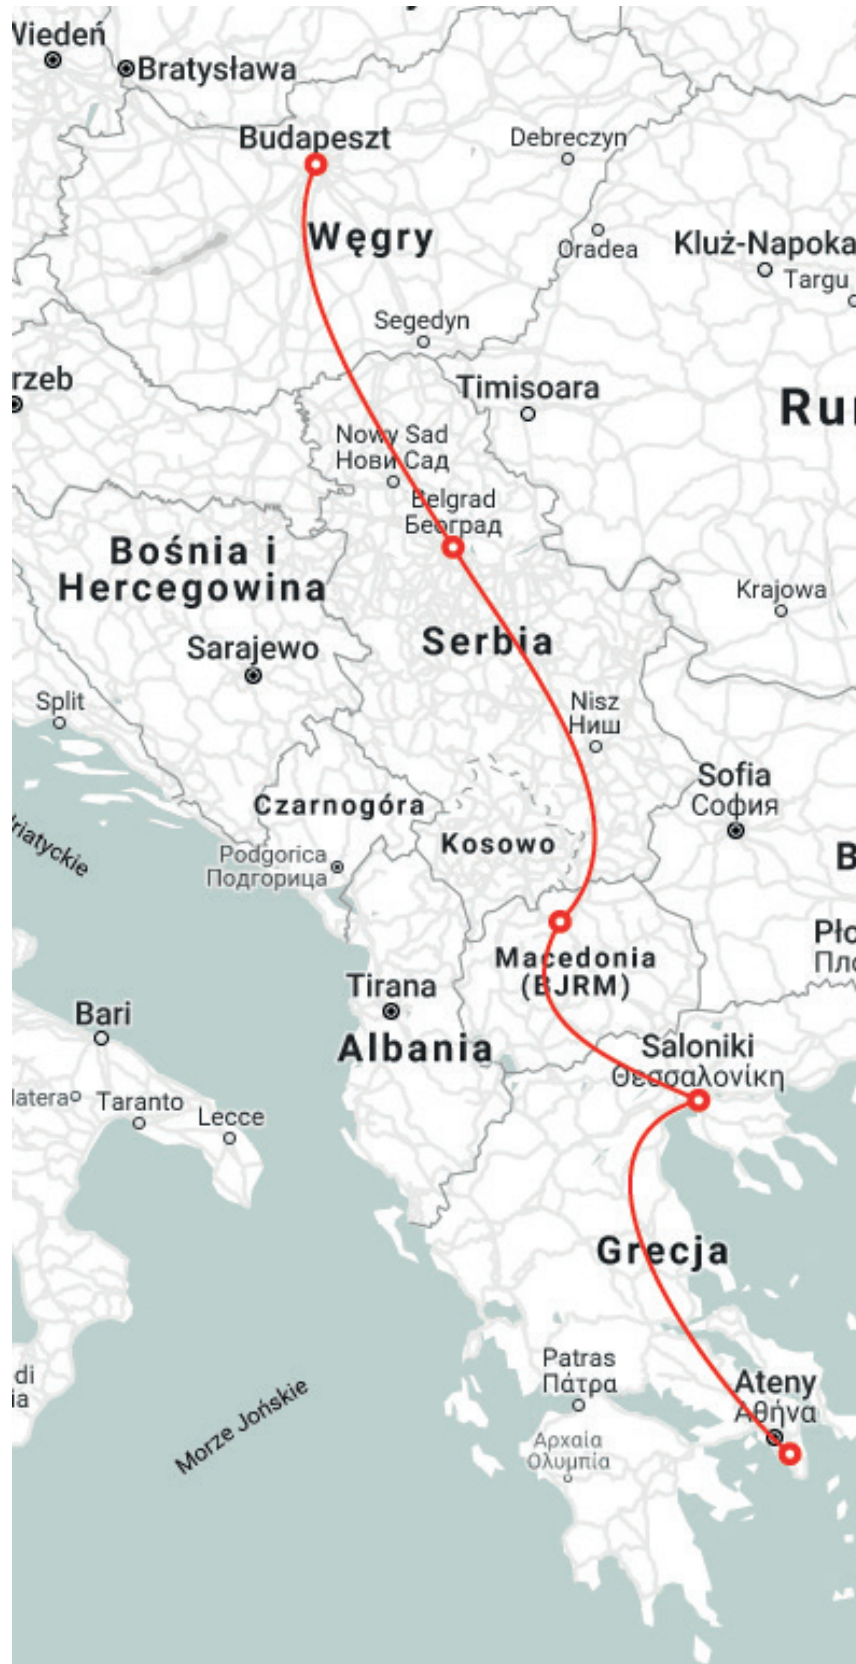 Wiedeń
Bratysława
Budapeszt
Debreczyn
Węgry
Oradea
Kluż-Napoka
Targu
Segedyn
rzeb
Timisoara
Ru
Nowy Sad
Нови Сад
Belgrad
Београд
Bośnia i
Hercegowina
Krajowa
Serbia
Sarajewo
Split
Nisz
Ниш
Sofia
София
Czarnogóra
riatyckie
Kosowo
Podgorica
Подгорица
B
Macedonia
(BJRM)
Pło
Пло
Tirana
Bari
Albania
Saloniki
Θεσσαλονίκη
latera
Taranto
Lecce
Grecja
Patras
Πάτρα
di
ia
Ateny
Αθήνα
Morze Jońskie
Αρχαία
Ολυμπία